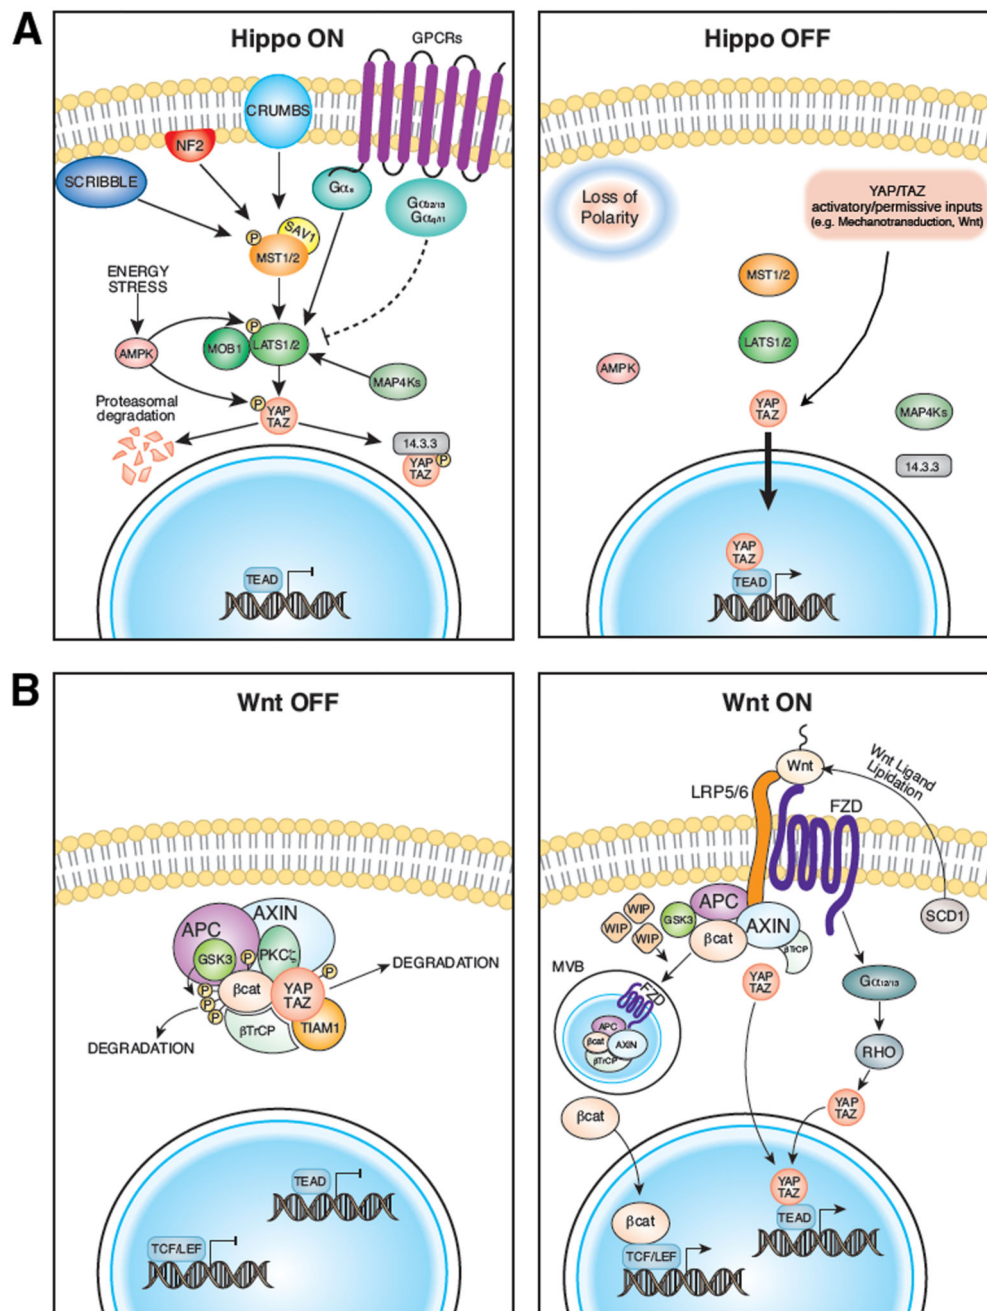 A
Hippo ON
GPCRs
CRUMBS
NF2
SCRIBBLE
Gαs
Gα12/13
Gαq/11
SAV1
P
MST1/2
ENERGY
STRESS
P
AMPK
MOB1
LATS1/2
MAP4Ks
Proteasomal
degradation
P
YAP
TAZ
14.3.3
YAP
TAZ
P
TEAD
Hippo OFF
Loss of
Polarity
YAP/TAZ
activatory/permissive inputs
(e.g. Mechanotransduction, Wnt)
MST1/2
LATS1/2
AMPK
YAP
TAZ
MAP4Ks
14.3.3
YAP
TAZ
TEAD
B
Wnt OFF
APC
AXIN
GSK3
P
PKCζ
P
DEGRADATION
P
P
P
βcat
YAP
TAZ
βTrCP
TIAM1
DEGRADATION
TEAD
TCF/LEF
Wnt ON
Wnt
Wnt Ligand
Lipidation
LRP5/6
FZD
SCD1
WIP
WIP
WIP
GSK3
APC
AXIN
βcat
βTrCP
MVB
FZD
APC
βcat
AXIN
βTrCP
YAP
TAZ
Gα12/13
RHO
YAP
TAZ
βcat
YAP
TAZ
TEAD
βcat
TCF/LEF